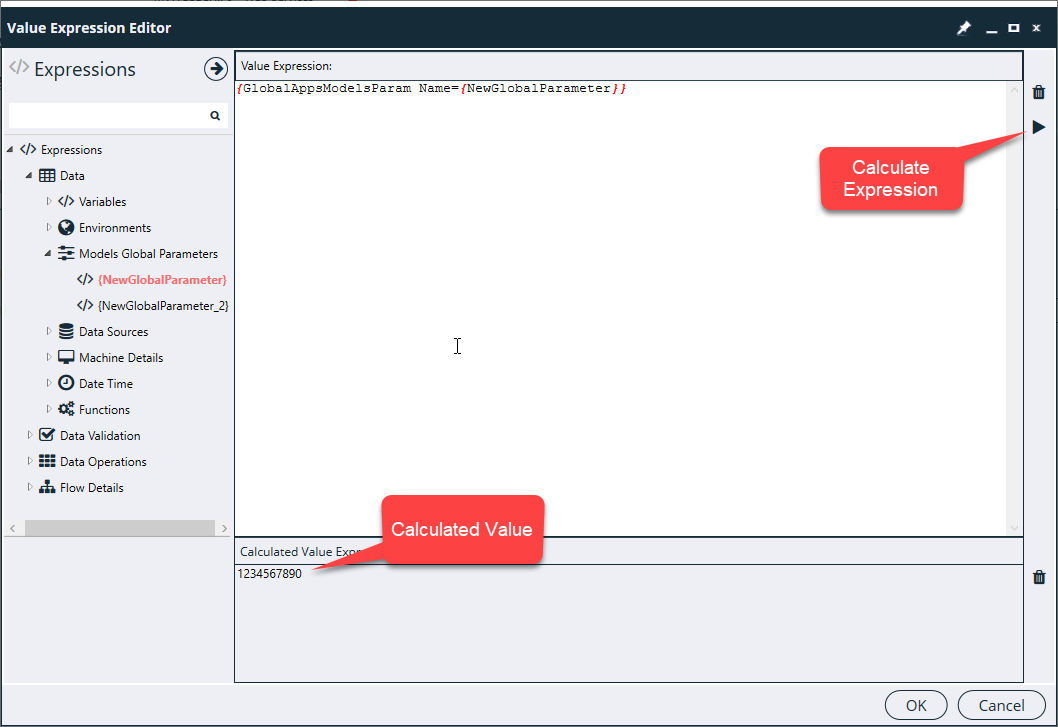 Value Expression Editor
Expressions
Value Expression:
{GlobalAppsModelsParam Name={NewGlobalParameter}}
Calculate
Expression
Expressions
Data
Variables
Environments
Models Global Parameters
{NewGlobalParameter}
{NewGlobalParameter_2}
Data Sources
Machine Details
Date Time
Functions
Data Validation
Data Operations
Flow Details
Calculated Value
Calculated Value Expr
1234567890
OK
Cancel